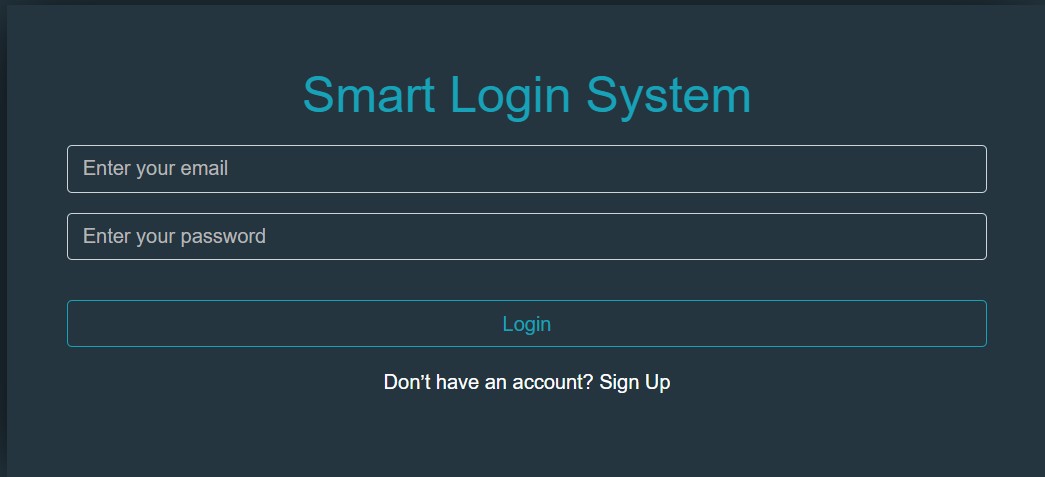 Smart Login System
Enter your email
Enter your password
Login
Don’t have an account? Sign Up